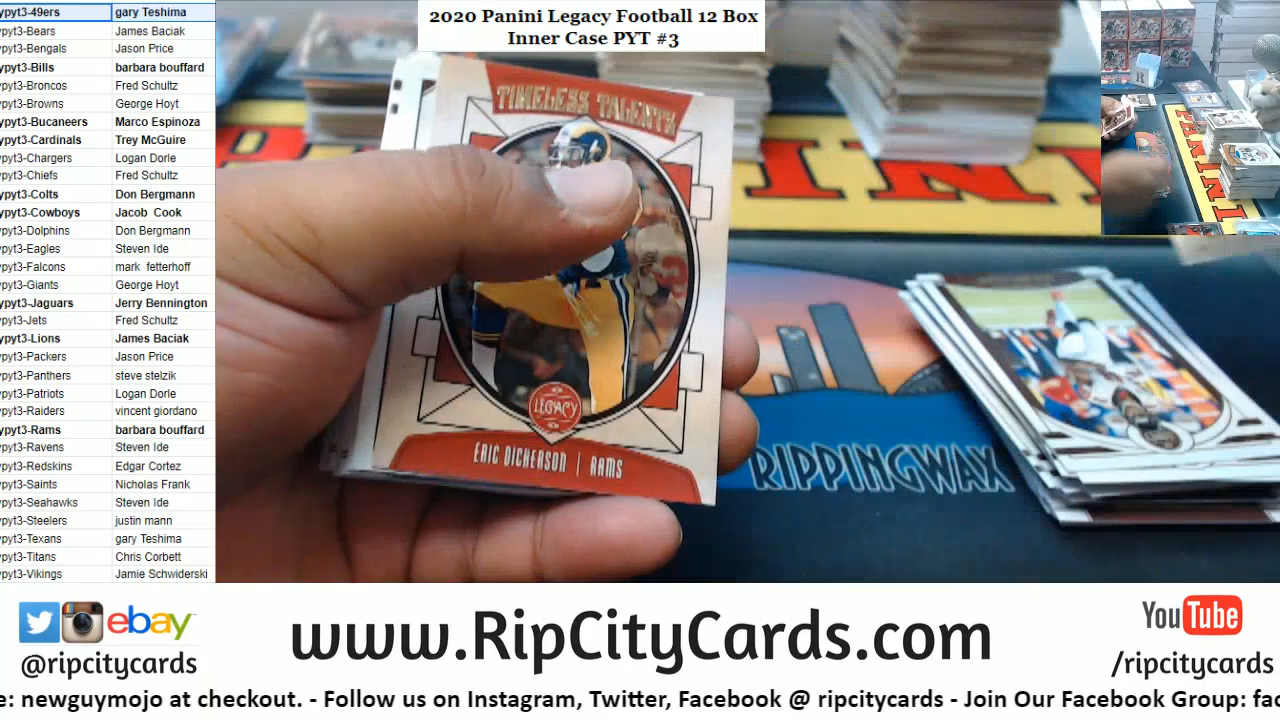 ypyt3-49ers gary Teshima
ypyt3-Bears James Baciak
ypyt3-Bengals Jason Price
ypyt3-Bills barbara bouffard
ypyt3-Broncos Fred Schultz
ypyt3-Browns George Hoyt
ypyt3-Bucaneers Marco Espinoza
ypyt3-Cardinals Trey McGuire
ypyt3-Chargers Logan Dorle
ypyt3-Chiefs Fred Schultz
ypyt3-Colts Don Bergmann
ypyt3-Cowboys Jacob Cook
ypyt3-Dolphins Don Bergmann
ypyt3-Eagles Steven Ide
ypyt3-Falcons mark fetterhoff
ypyt3-Giants George Hoyt
ypyt3-Jaguars Jerry Bennington
ypyt3-Jets Fred Schultz
ypyt3-Lions James Baciak
ypyt3-Packers Jason Price
ypyt3-Panthers steve stelzik
ypyt3-Patriots Logan Dorle
ypyt3-Raiders vincent giordano
ypyt3-Rams barbara bouffard
ypyt3-Ravens Steven Ide
ypyt3-Redskins Edgar Cortez
ypyt3-Saints Nicholas Frank
ypyt3-Seahawks Steven Ide
ypyt3-Steelers justin mann
ypyt3-Texans gary Teshima
ypyt3-Titans Chris Corbett
ypyt3-Vikings Jamie Schwiderski
2020 Panini Legacy Football 12 Box
Inner Case PYT #3
TIMELESS TALENTS
LEGACY
ERIC DICKERSON | RAMS
RIPPINGWAX
PANINI
ebay
@ripcitycards
www.RipCityCards.com
YouTube
/ripcitycards
e: newguymojo at checkout. - Follow us on Instagram, Twitter, Facebook @ ripcitycards - Join Our Facebook Group: fac